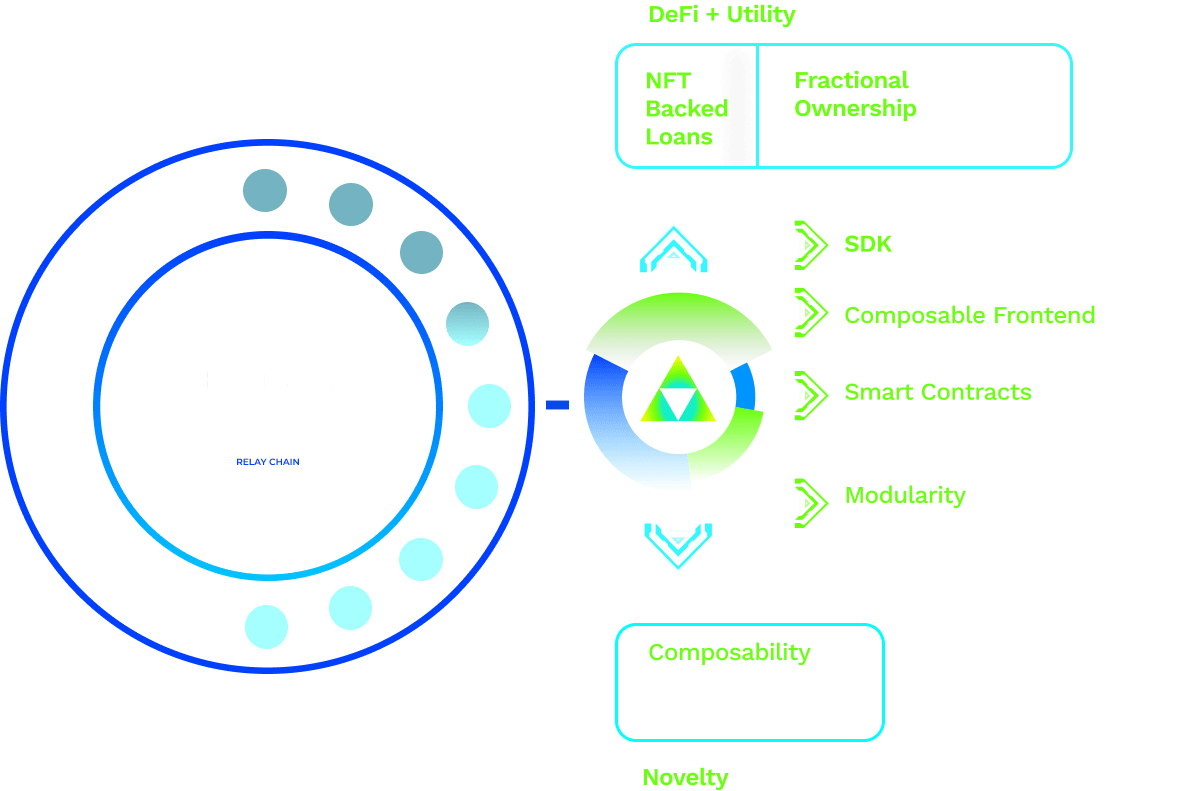 DeFi + Utility
NFT
Backed
Loans
Fractional
Ownership
SDK
Composable Frontend
Smart Contracts
Modularity
RELAY CHAIN
Composability
Novelty